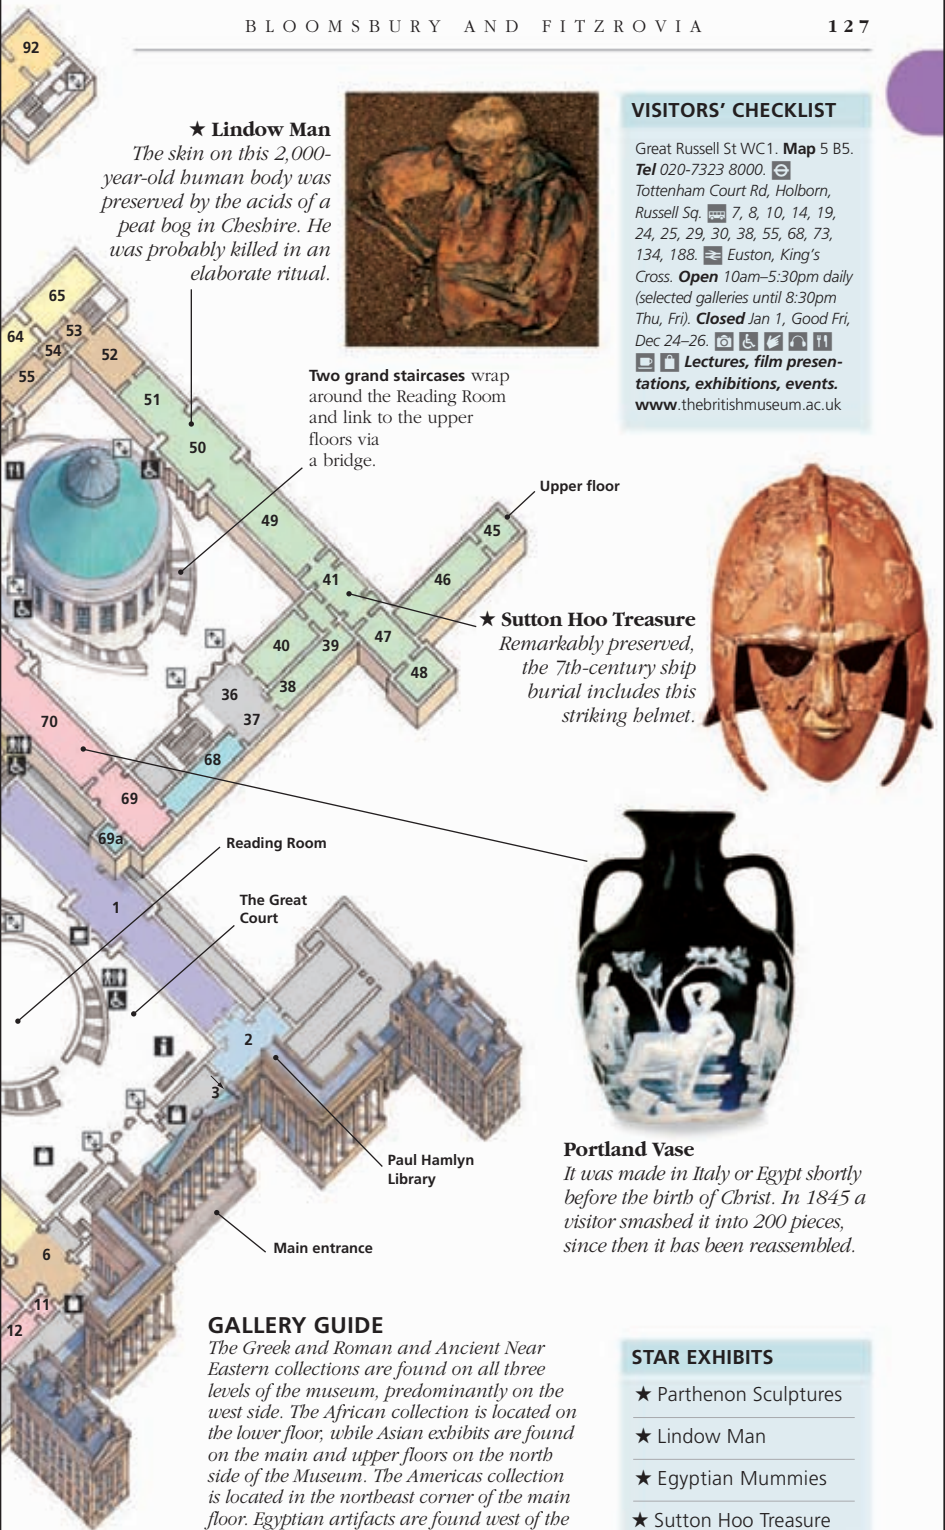 BLOOMSBURY AND FITZROVIA 127
92
★ Lindow Man
The skin on this 2,000-
year-old human body was
preserved by the acids of a
peat bog in Cheshire. He
was probably killed in an
elaborate ritual.
VISITORS' CHECKLIST
Great Russell St WC1. Map 5 B5.
Tel 020-7323 8000.
Tottenham Court Rd, Holborn,
Russell Sq. 7, 8, 10, 14, 19,
24, 25, 29, 30, 38, 55, 68, 73,
134, 188. Euston, King's
Cross. Open 10am–5:30pm daily
(selected galleries until 8:30pm
Thu, Fri). Closed Jan 1, Good Fri,
Dec 24–26.
Lectures, film presen-
tations, exhibitions, events.
www.thebritishmuseum.ac.uk
65
64
53
54
52
55
51
50
49
Two grand staircases wrap
around the Reading Room
and link to the upper
floors via
a bridge.
Upper floor
45
46
41
40
39
47
48
38
36
37
68
70
69
69a
★ Sutton Hoo Treasure
Remarkably preserved,
the 7th-century ship
burial includes this
striking helmet.
Reading Room
The Great
Court
1
2
3
Paul Hamlyn
Library
Main entrance
6
11
12
Portland Vase
It was made in Italy or Egypt shortly
before the birth of Christ. In 1845 a
visitor smashed it into 200 pieces,
since then it has been reassembled.
GALLERY GUIDE
The Greek and Roman and Ancient Near
Eastern collections are found on all three
levels of the museum, predominantly on the
west side. The African collection is located on
the lower floor, while Asian exhibits are found
on the main and upper floors on the north
side of the Museum. The Americas collection
is located in the northeast corner of the main
floor. Egyptian artifacts are found west of the
STAR EXHIBITS
★ Parthenon Sculptures
★ Lindow Man
★ Egyptian Mummies
★ Sutton Hoo Treasure